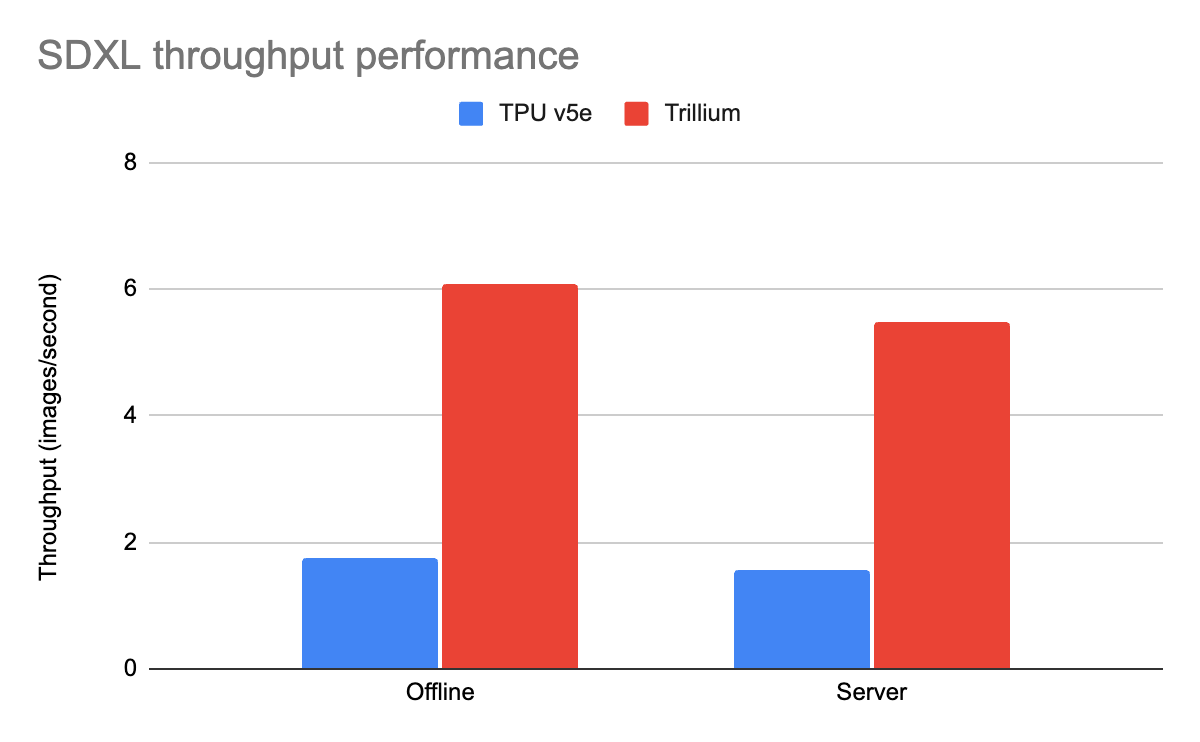 SDXL throughput performance
TPU v5e
Trillium
8
6
4
2
0
Throughput (images/second)
Offline
Server